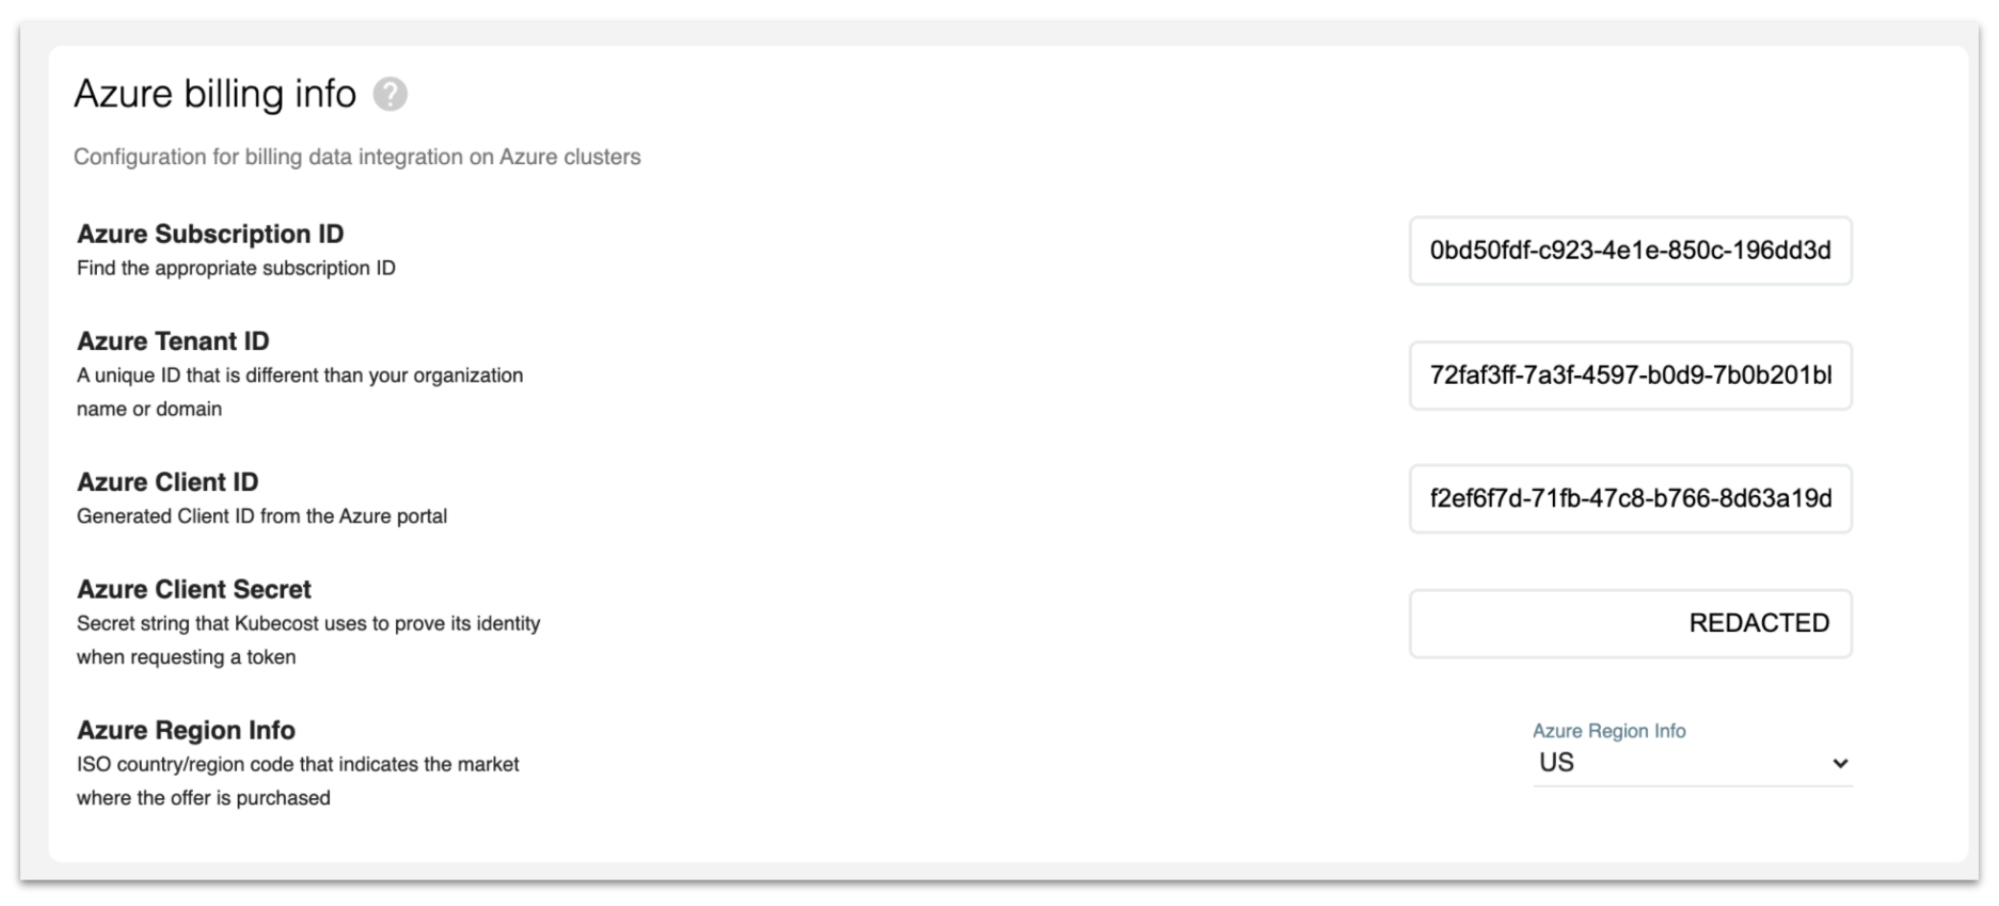 Azure billing info ?
Configuration for billing data integration on Azure clusters
Azure Subscription ID
Find the appropriate subscription ID
0bd50fdf-c923-4e1e-850c-196dd3d
Azure Tenant ID
A unique ID that is different than your organization
name or domain
72faf3ff-7a3f-4597-b0d9-7b0b201bl
Azure Client ID
Generated Client ID from the Azure portal
f2ef6f7d-71fb-47c8-b766-8d63a19d
Azure Client Secret
Secret string that Kubecost uses to prove its identity
when requesting a token
REDACTED
Azure Region Info
ISO country/region code that indicates the market
where the offer is purchased
Azure Region Info
US